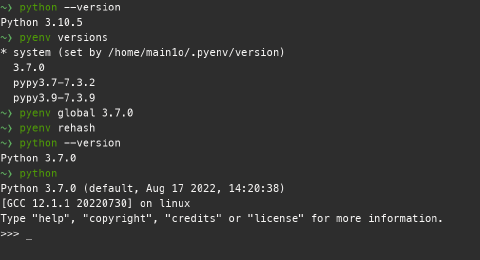 ~❯ python --version
Python 3.10.5
~❯ pyenv versions
* system (set by /home/main1o/.pyenv/version)
  3.7.0
  pypy3.7-7.3.2
  pypy3.9-7.3.9
~❯ pyenv global 3.7.0
~❯ pyenv rehash
~❯ python --version
Python 3.7.0
~❯ python
Python 3.7.0 (default, Aug 17 2022, 14:20:38)
[GCC 12.1.1 20220730] on linux
Type "help", "copyright", "credits" or "license" for more information.
>>> _